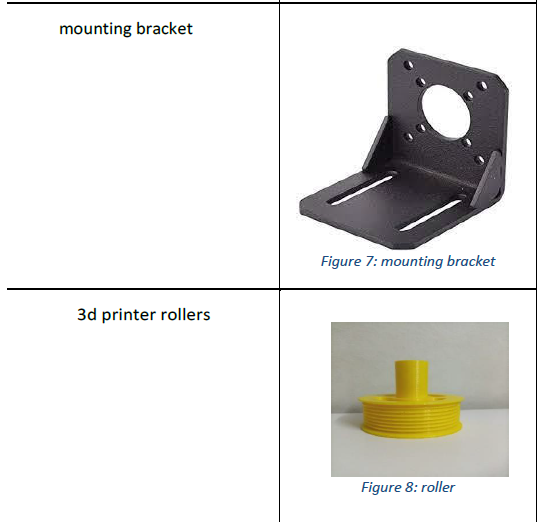 mounting bracket
Figure 7: mounting bracket
3d printer rollers
Figure 8: roller